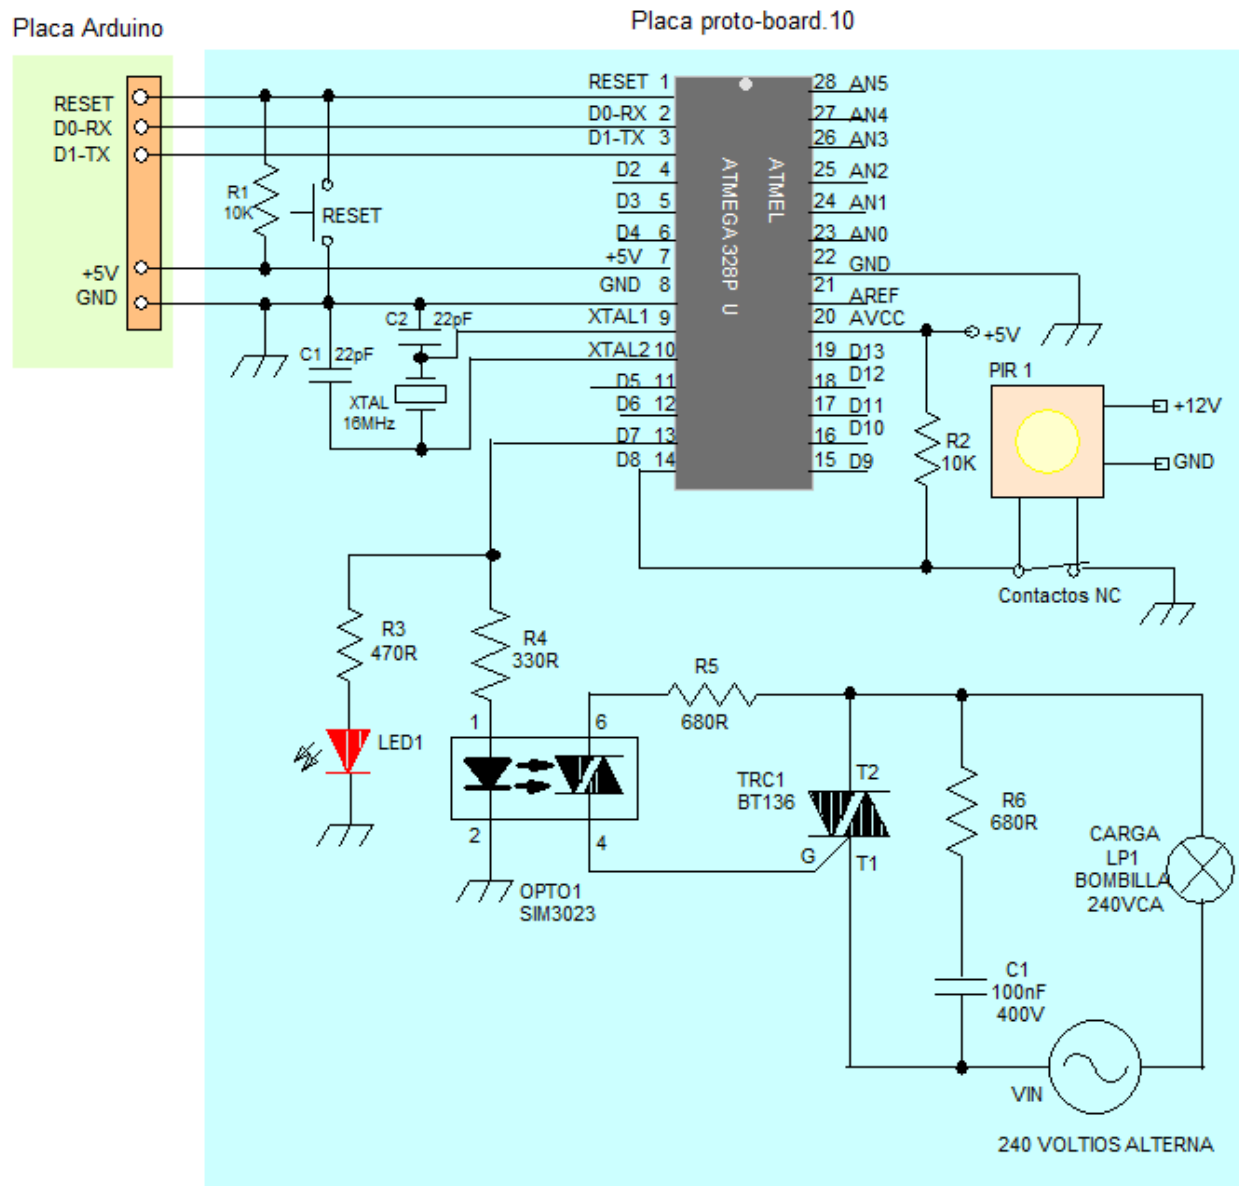 Placa Arduino
Placa proto-board.10
RESET
D0-RX
D1-TX
+5V
GND
R1
10K
RESET
RESET 1
D0-RX 2
D1-TX 3
D2 4
D3 5
D4 6
+5V 7
GND 8
XTAL1 9
XTAL2 10
D5 11
D6 12
D7 13
D8 14
ATMEGA 328P U
ATMEL
28 AN5
27 AN4
26 AN3
25 AN2
24 AN1
23 AN0
22 GND
21 AREF
20 AVCC
19 D13
18 D12
17 D11
16 D10
15 D9
C2 22pF
C1 22pF
XTAL
16MHz
+5V
PIR 1
+12V
GND
R2
10K
Contactos NC
R3
470R
R4
330R
LED1
1
2
6
4
OPTO1
SIM3023
R5
680R
TRC1
BT136
T2
G
T1
R6
680R
CARGA
LP1
BOMBILLA
240VCA
C1
100nF
400V
VIN
240 VOLTIOS ALTERNA